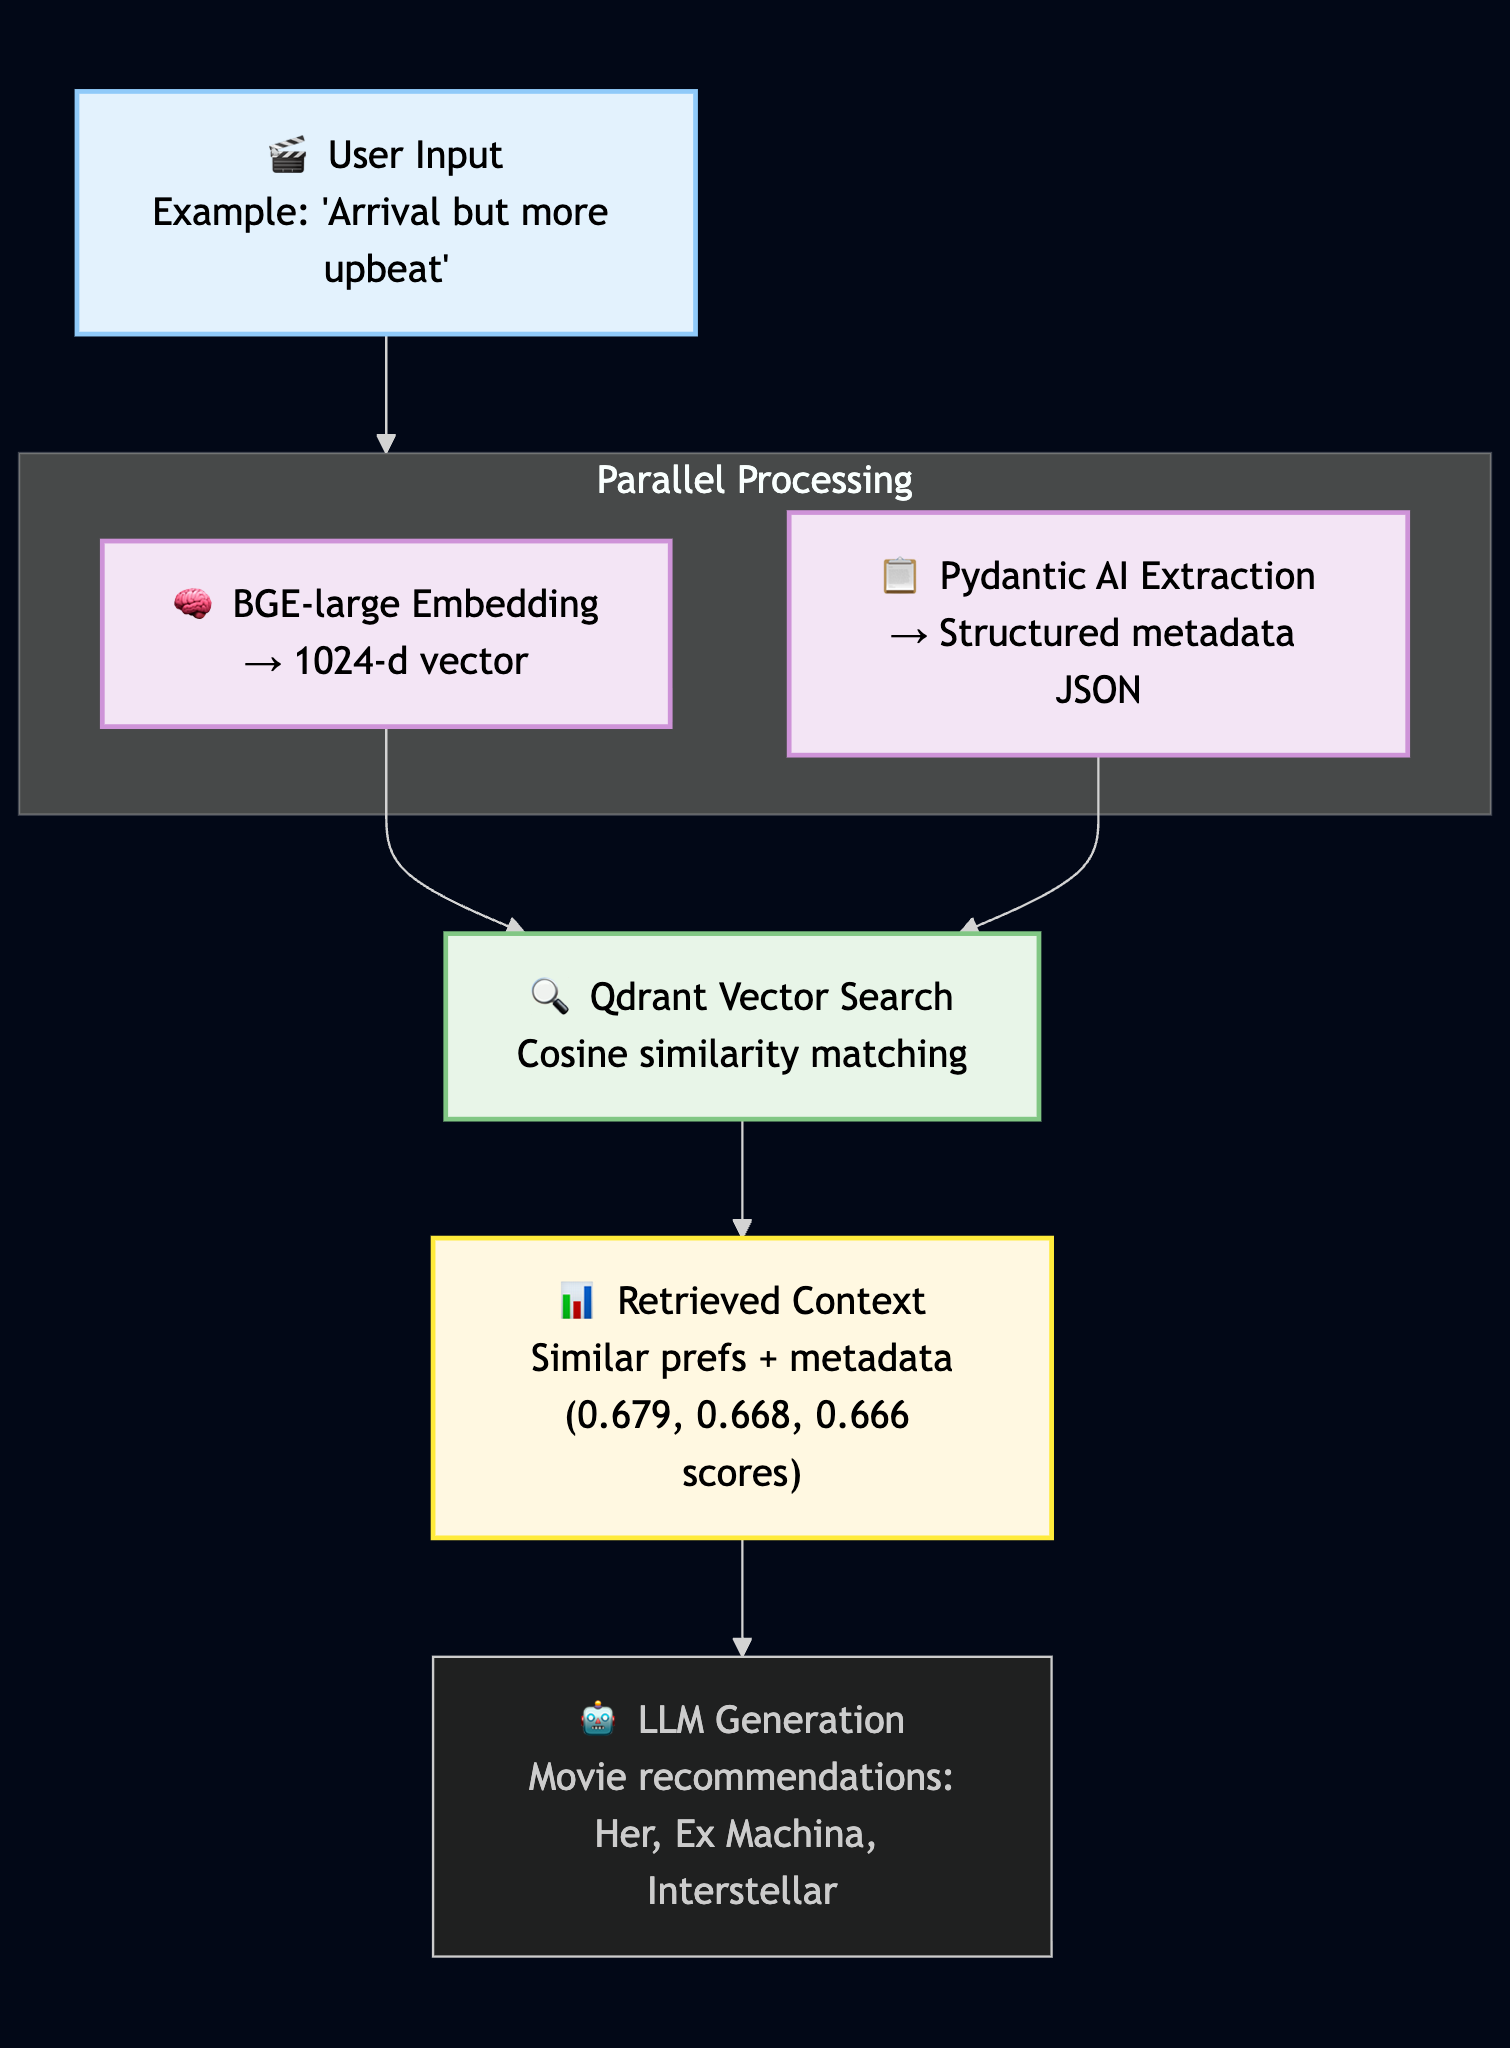 🎬 User Input
Example: 'Arrival but more
upbeat'
Parallel Processing
🧠 BGE-large Embedding
→ 1024-d vector
📋 Pydantic AI Extraction
→ Structured metadata
JSON
🔍 Qdrant Vector Search
Cosine similarity matching
📊 Retrieved Context
Similar prefs + metadata
(0.679, 0.668, 0.666
scores)
🤖 LLM Generation
Movie recommendations:
Her, Ex Machina,
Interstellar